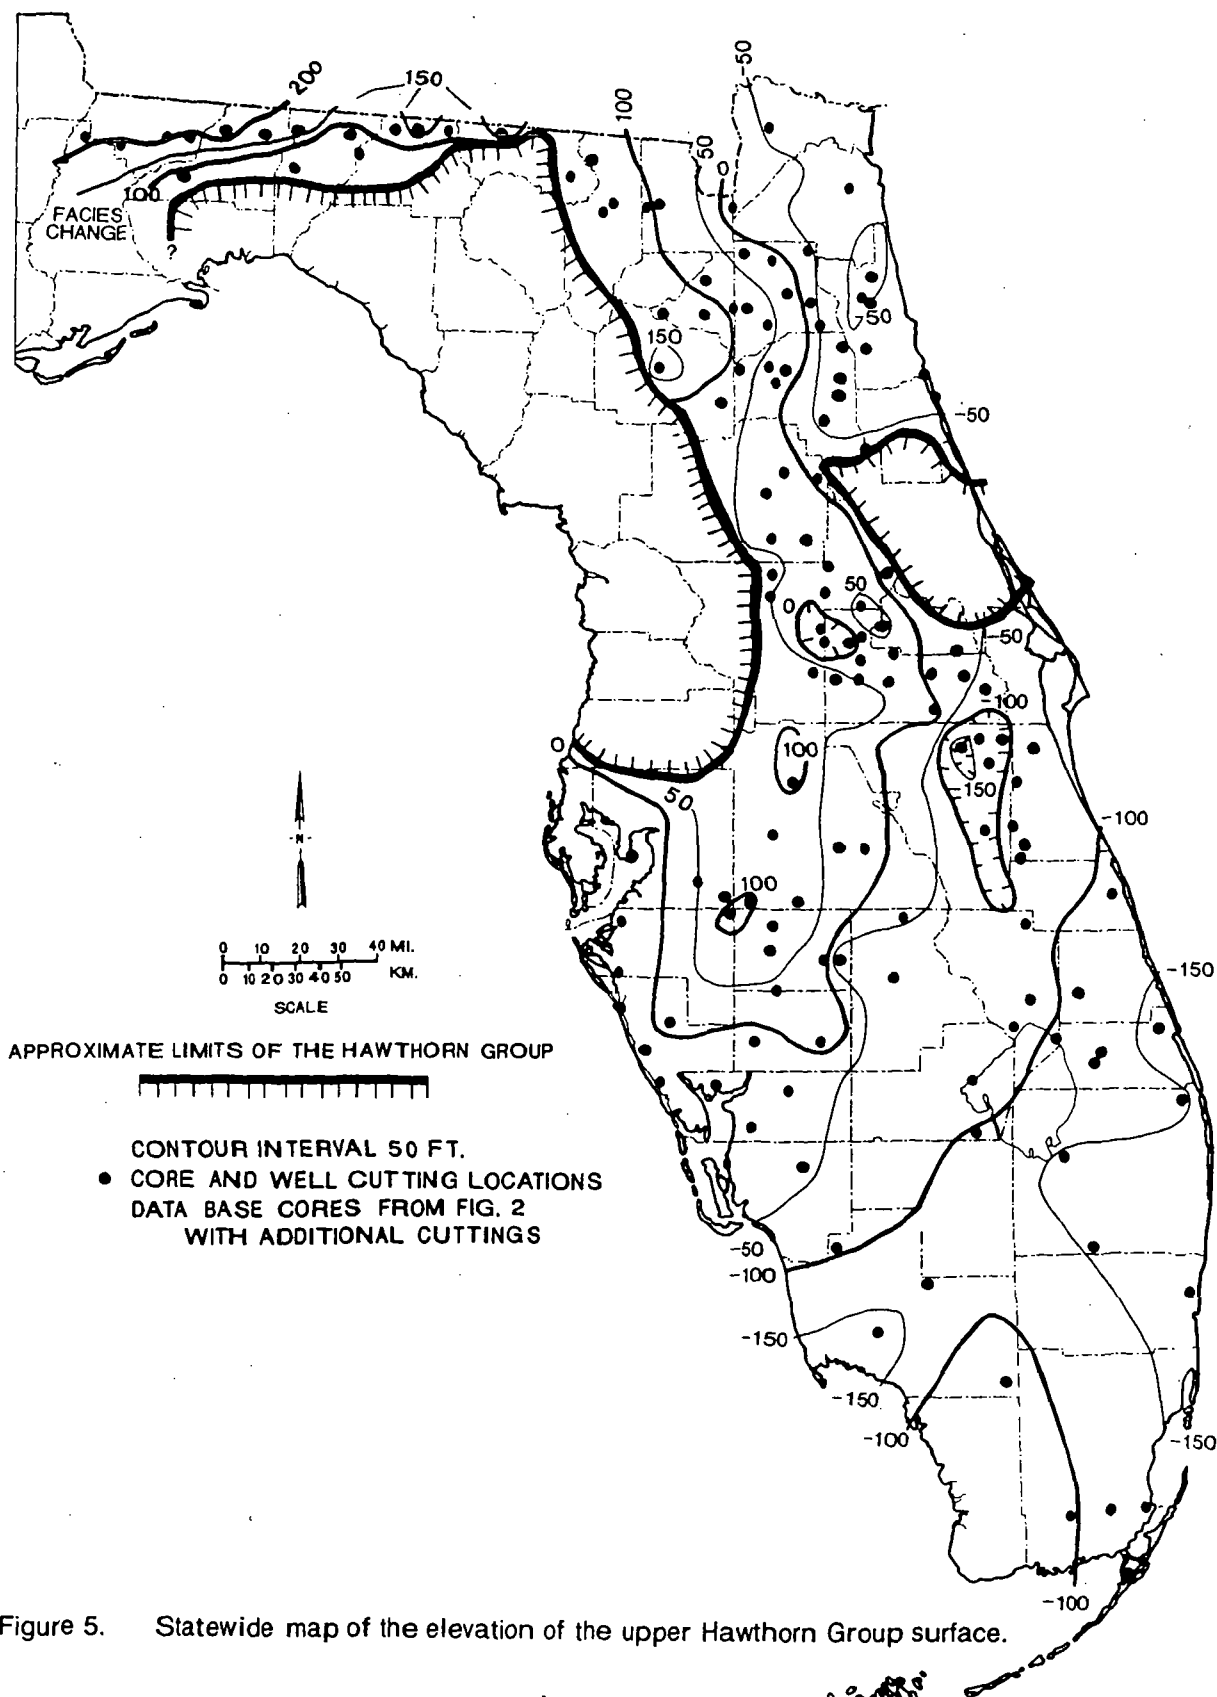 -50
200
150
100
50
0
100
FACIES
CHANGE
?
-50
150
-50
50
0
-50
-100
0
100
50
150
-100
100
N
0 10 20 30 40 MI.
0 10 20 30 40 50 KM.
SCALE
-150
APPROXIMATE LIMITS OF THE HAWTHORN GROUP
CONTOUR INTERVAL 50 FT.
CORE AND WELL CUTTING LOCATIONS
DATA BASE CORES FROM FIG. 2
WITH ADDITIONAL CUTTINGS
-50
-100
-150
-150
-100
-150
-100
Figure 5. Statewide map of the elevation of the upper Hawthorn Group surface.